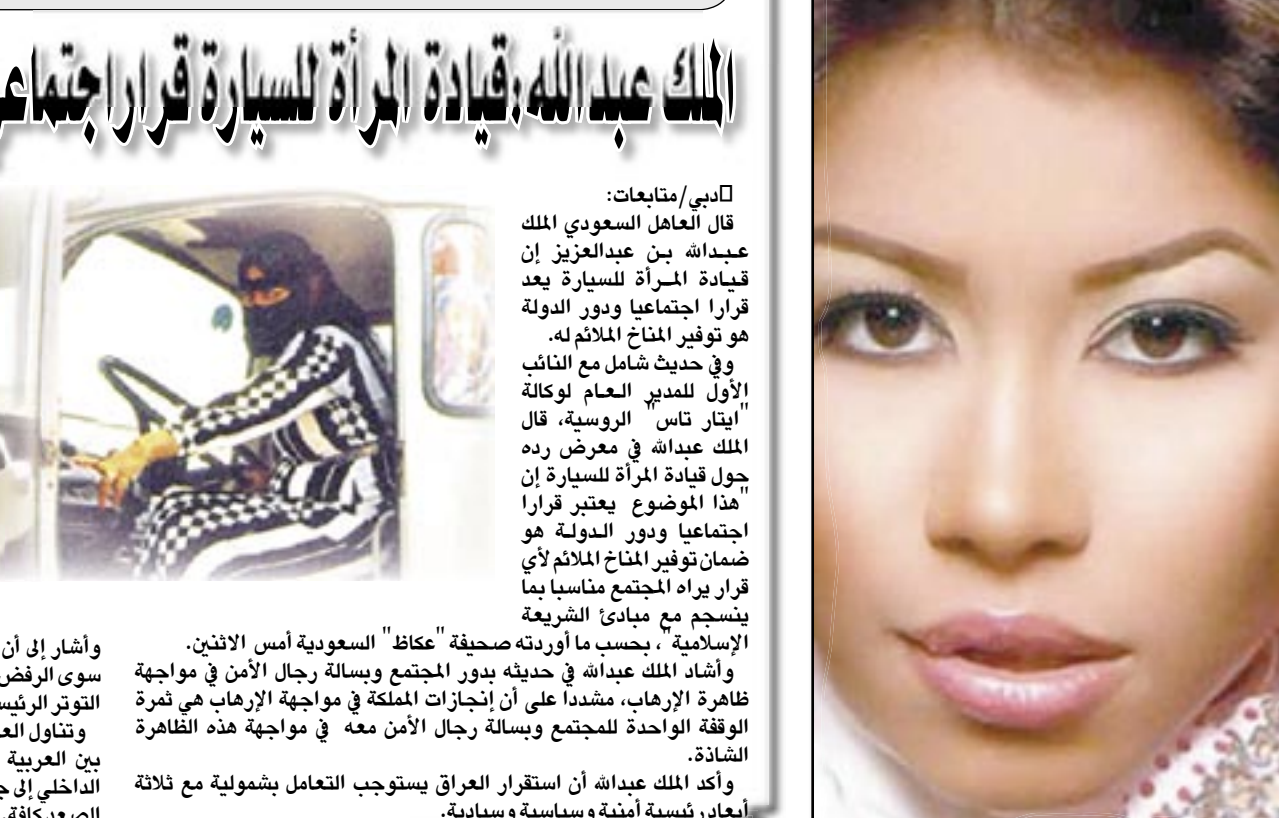 الملك عبدالله: قيادة المرأة للسيارة قرار اجتماع
دبي/متابعات:
قال العاهل السعودي الملك
عبدالله بن عبدالعزيز إن
قيادة المرأة للسيارة يعد
قرارا اجتماعيا ودور الدولة
هو توفير المناخ الملائم له.
وفي حديث شامل مع النائب
الأول للمدير العام لوكالة
"ايتار تاس" الروسية، قال
الملك عبدالله في معرض رده
حول قيادة المرأة للسيارة إن
"هذا الموضوع يعتبر قرارا
اجتماعيا ودور الدولة هو
ضمان توفير المناخ الملائم لأي
قرار يراه المجتمع مناسبا بما
ينسجم مع مبادئ الشريعة
الإسلامية"، بحسب ما أوردته صحيفة "عكاظ" السعودية أمس الاثنين.
وأشاد الملك عبدالله في حديثه بدور المجتمع وبسالة رجال الأمن في مواجهة
ظاهرة الإرهاب، مشدداً على أن إنجازات المملكة في مواجهة الإرهاب هي ثمرة
الوقفة الواحدة للمجتمع وبسالة رجال الأمن معه في مواجهة هذه الظاهرة
الشاذة.
وأكد الملك عبدالله أن استقرار العراق يستوجب التعامل بشمولية مع ثلاثة
أبعاد رئيسية أمنية وسياسية وسيادية.
وأشار إلى أن
سوى الرفض
التوتر الرئيس
وتناول الع
بين العربية
الداخلي إلى ج
الصعد كافة.